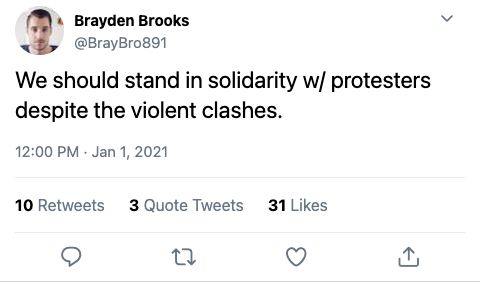 Brayden Brooks
@BrayBro891
We should stand in solidarity w/ protesters
despite the violent clashes.
12:00 PM · Jan 1, 2021
10 Retweets 3 Quote Tweets 31 Likes